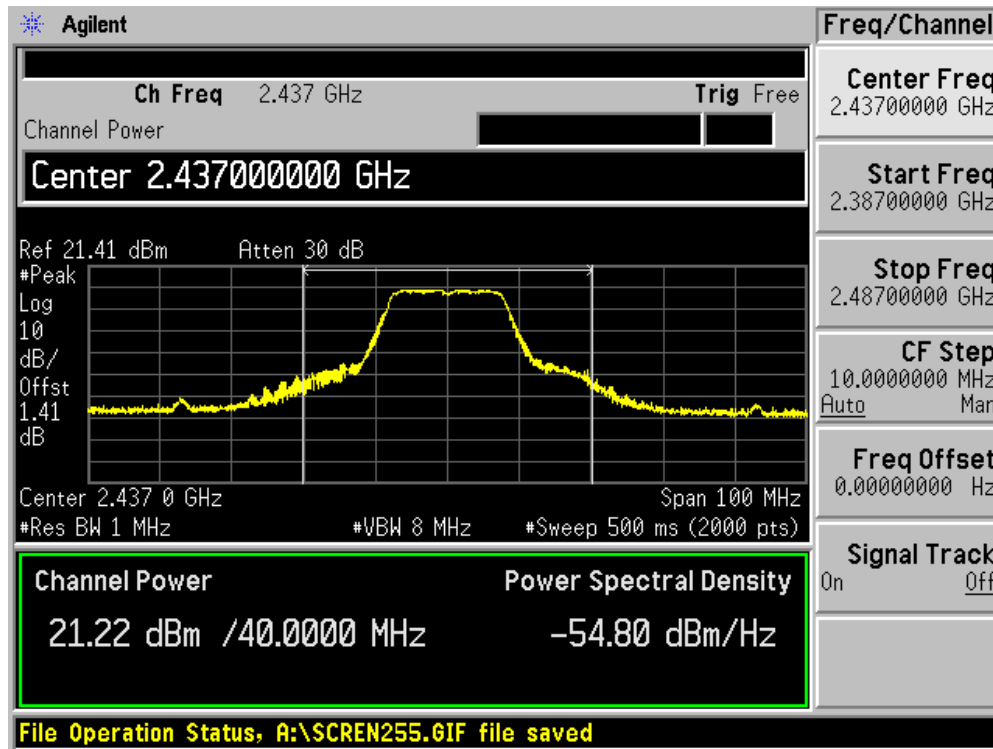 Agilent
Freq/Channel
Ch Freq 2.437 GHz Trig Free
Channel Power
Center 2.437000000 GHz
Ref 21.41 dBm Atten 30 dB
#Peak
Log
10
dB/
Offst
1.41
dB
Center 2.437 0 GHz Span 100 MHz
#Res BW 1 MHz #VBW 8 MHz #Sweep 500 ms (2000 pts)
Channel Power Power Spectral Density
21.22 dBm /40.0000 MHz -54.80 dBm/Hz
File Operation Status, A:\SCREN255.GIF file saved
Center Freq
2.43700000 GHz
Start Freq
2.38700000 GHz
Stop Freq
2.48700000 GHz
CF Step
10.0000000 MHz
Auto Man
Freq Offset
0.00000000 Hz
Signal Track
On Off